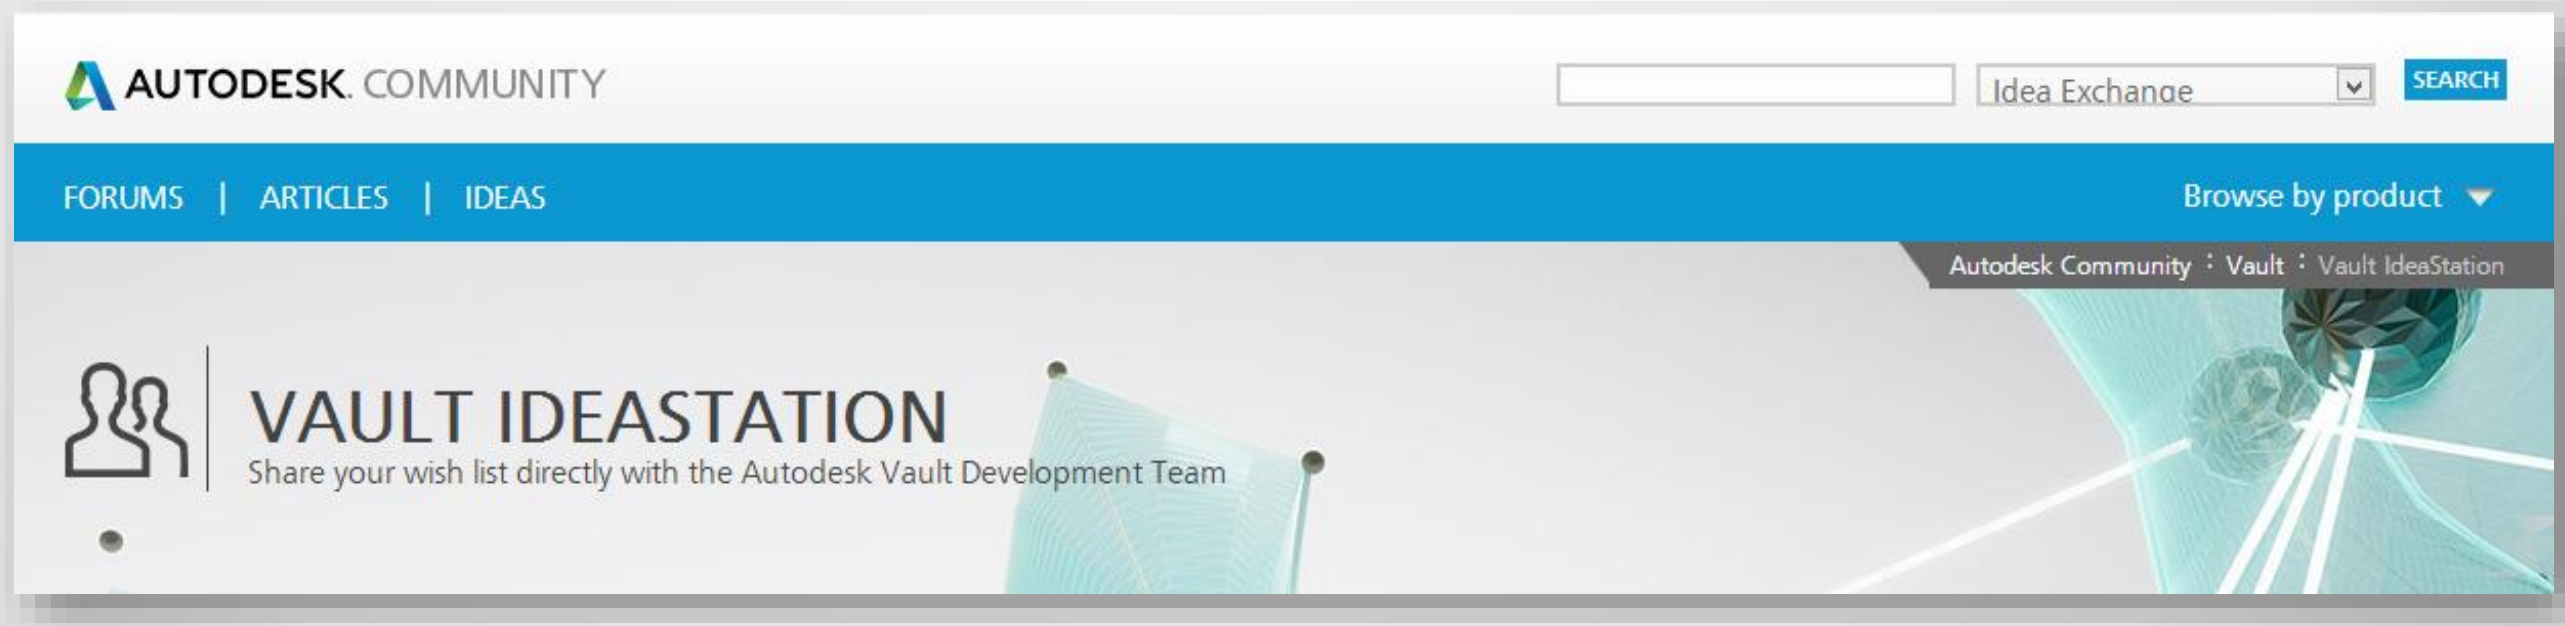 AUTODESK. COMMUNITY
Idea Exchange
SEARCH
FORUMS | ARTICLES | IDEAS
Browse by product
Autodesk Community : Vault : Vault IdeaStation
VAULT IDEASTATION
Share your wish list directly with the Autodesk Vault Development Team